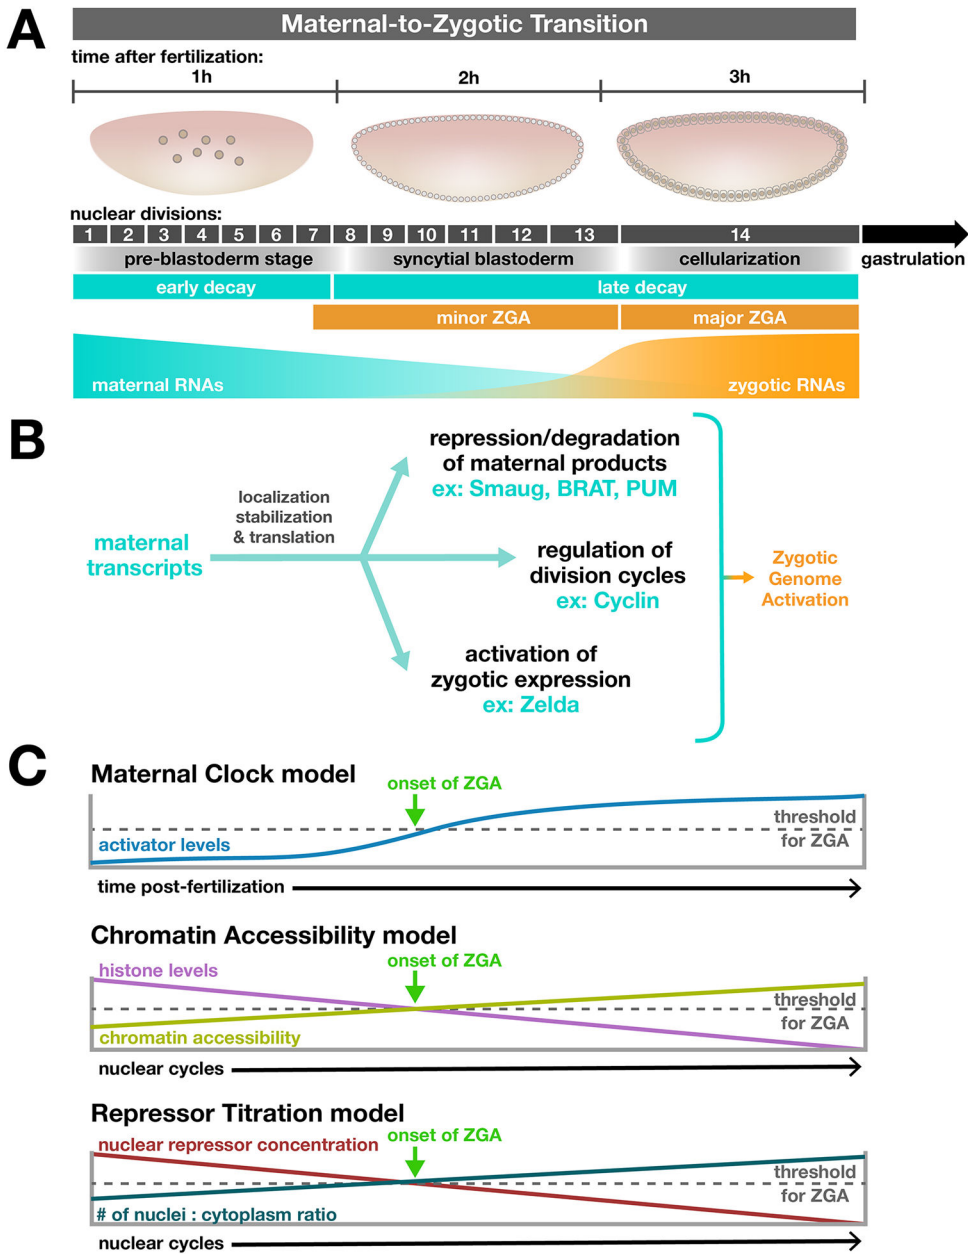 A
Maternal-to-Zygotic Transition
time after fertilization:
1h 2h 3h
nuclear divisions:
1 2 3 4 5 6 7 8 9 10 11 12 13 14
pre-blastoderm stage syncytial blastoderm cellularization gastrulation
early decay late decay
minor ZGA major ZGA
maternal RNAs zygotic RNAs
B
maternal
transcripts
localization
stabilization
& translation
repression/degradation
of maternal products
ex: Smaug, BRAT, PUM
regulation of
division cycles
ex: Cyclin
activation of
zygotic expression
ex: Zelda
Zygotic
Genome
Activation
C
Maternal Clock model
onset of ZGA
threshold
for ZGA
activator levels
time post-fertilization
Chromatin Accessibility model
onset of ZGA
histone levels
threshold
for ZGA
chromatin accessibility
nuclear cycles
Repressor Titration model
onset of ZGA
nuclear repressor concentration
threshold
for ZGA
# of nuclei : cytoplasm ratio
nuclear cycles